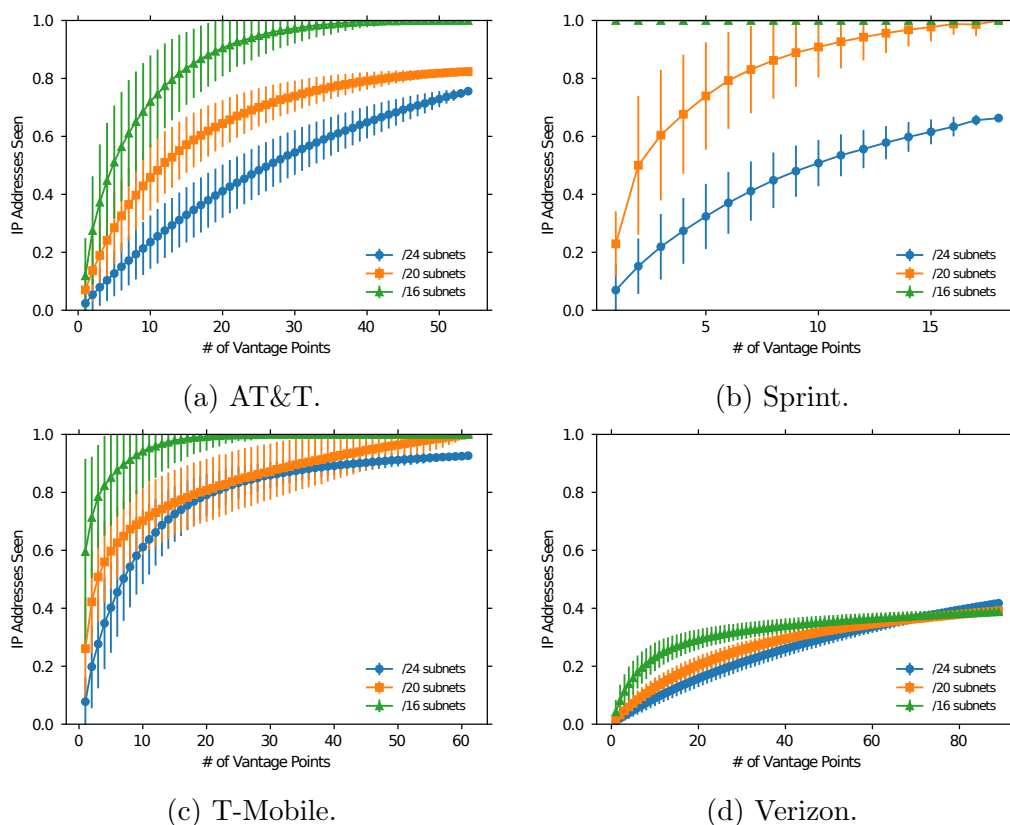 1.0
0.8
0.6
0.4
0.2
0.0
IP Addresses Seen
/24 subnets
/20 subnets
/16 subnets
0 10 20 30 40 50
# of Vantage Points
(a) AT&T.
1.0
0.8
0.6
0.4
0.2
0.0
IP Addresses Seen
/24 subnets
/20 subnets
/16 subnets
5 10 15
# of Vantage Points
(b) Sprint.
1.0
0.8
0.6
0.4
0.2
0.0
IP Addresses Seen
/24 subnets
/20 subnets
/16 subnets
0 10 20 30 40 50 60
# of Vantage Points
(c) T-Mobile.
1.0
0.8
0.6
0.4
0.2
0.0
IP Addresses Seen
/24 subnets
/20 subnets
/16 subnets
0 20 40 60 80
# of Vantage Points
(d) Verizon.